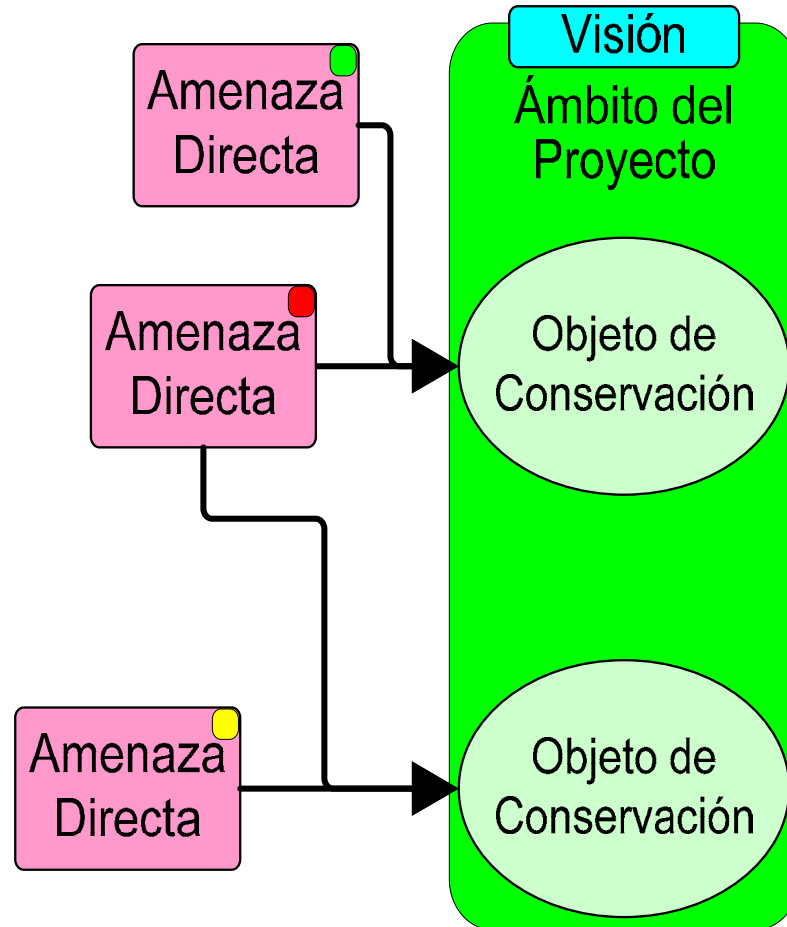 Visión
Ámbito del
Proyecto
Amenaza
Directa
Amenaza
Directa
Objeto de
Conservación
Amenaza
Directa
Objeto de
Conservación